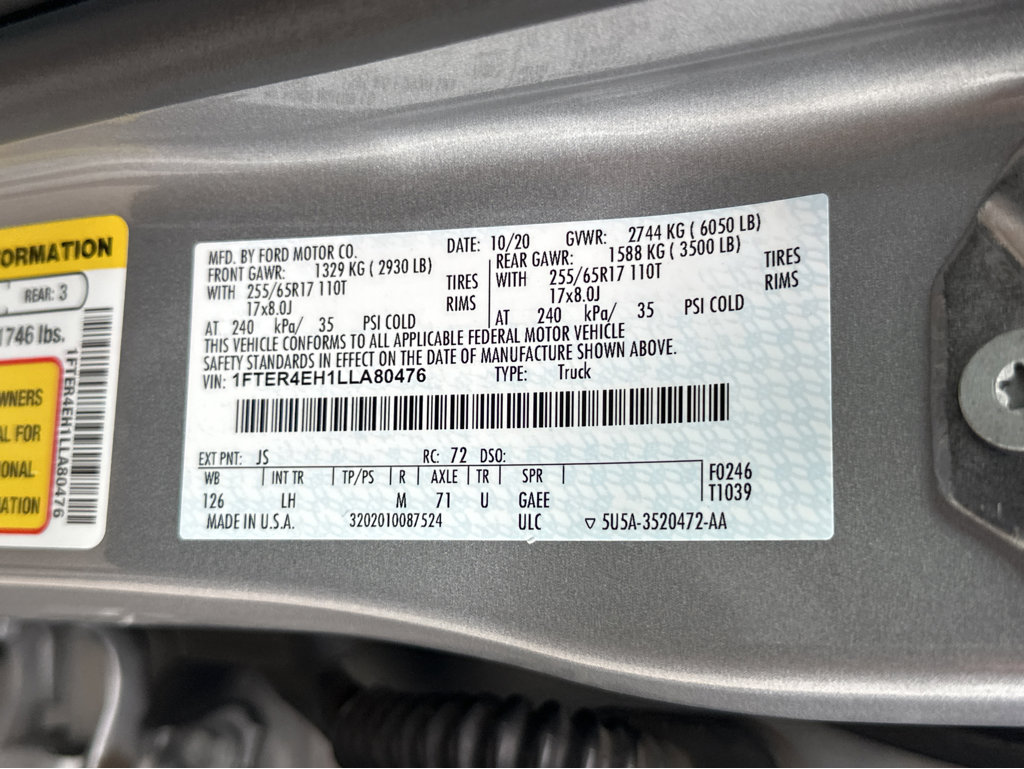 ORMATION
REAR: 3
1746 lbs.
WNERS
AL FOR
ONAL
ATION
1FTER4EH1LLA80476
MFD. BY FORD MOTOR CO. DATE: 10/20 GVWR: 2744 KG ( 6050 LB)
FRONT GAWR: 1329 KG ( 2930 LB) REAR GAWR: 1588 KG ( 3500 LB)
WITH 255/65R17 110T TIRES WITH 255/65R17 110T TIRES
17x8.0J RIMS 17x8.0J RIMS
AT 240 kPa/ 35 PSI COLD AT 240 kPa/ 35 PSI COLD
THIS VEHICLE CONFORMS TO ALL APPLICABLE FEDERAL MOTOR VEHICLE
SAFETY STANDARDS IN EFFECT ON THE DATE OF MANUFACTURE SHOWN ABOVE.
VIN: 1FTER4EH1LLA80476 TYPE: Truck
EXT PNT: JS RC: 72 DSO:
WB INT TR TP/PS R AXLE TR SPR F0246
126 LH M 71 U GAEE T1039
MADE IN U.S.A. 3202010087524 ULC ▽ 5U5A-3520472-AA